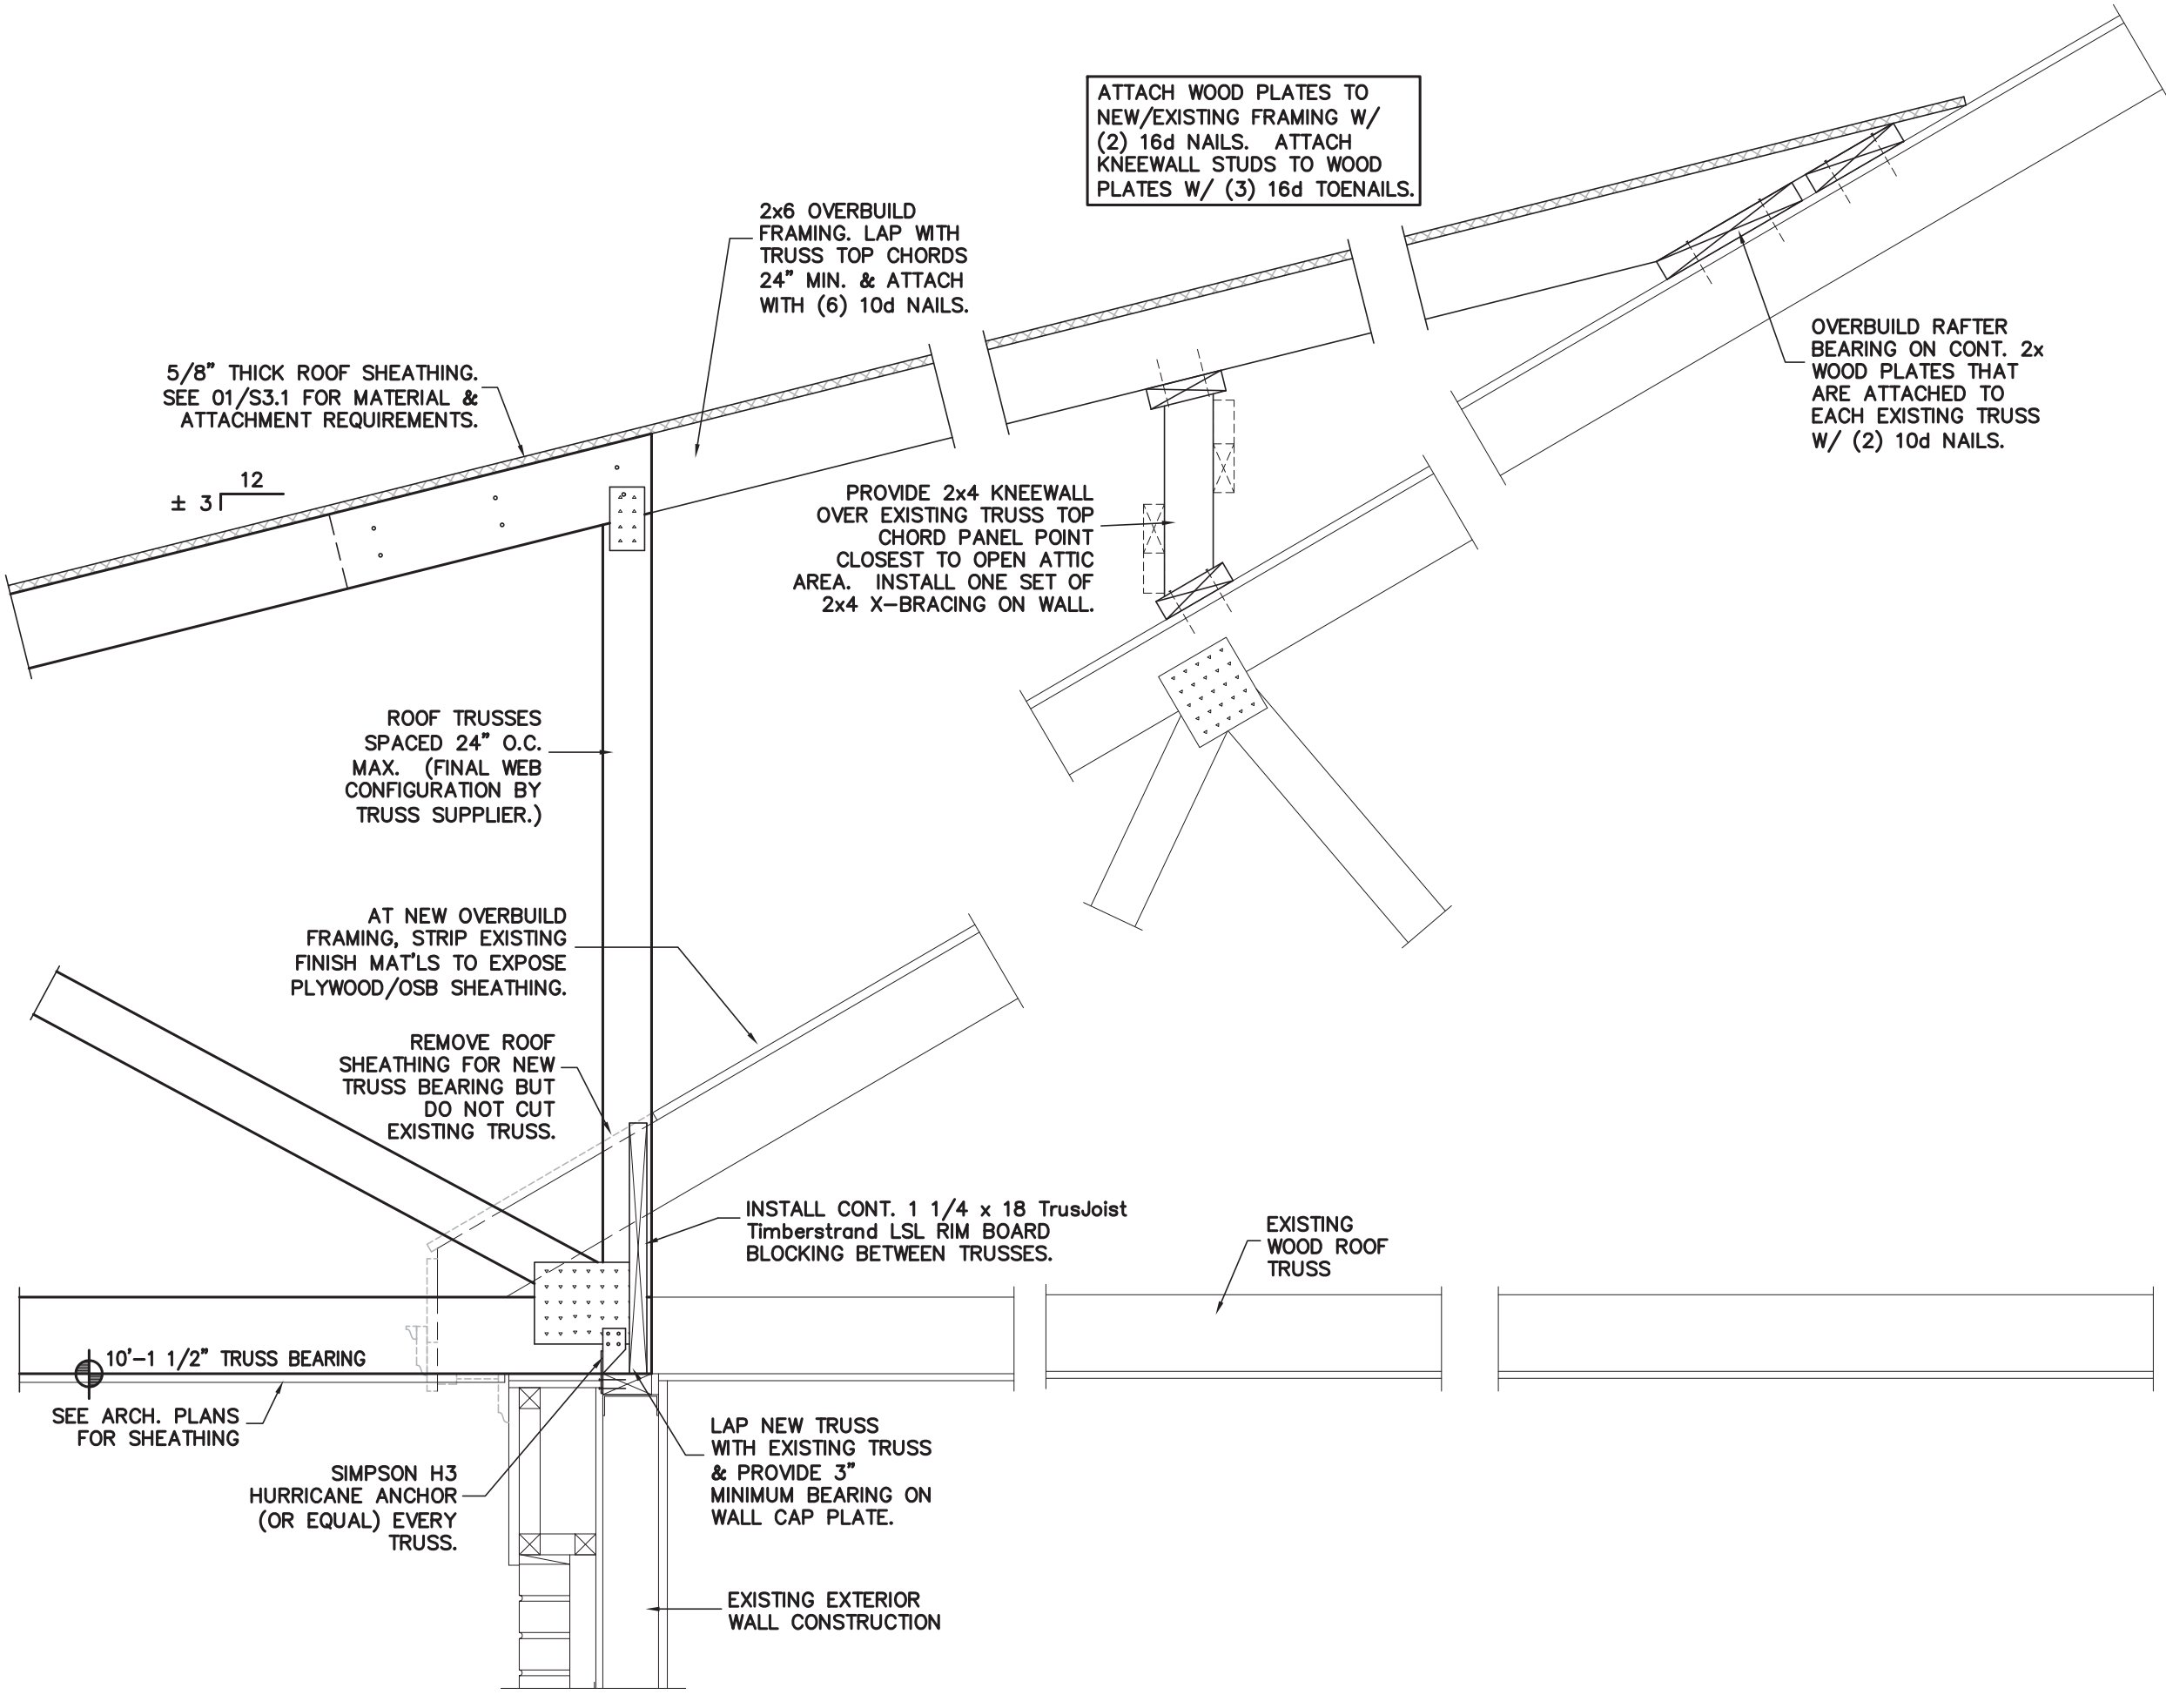 ATTACH WOOD PLATES TO
NEW/EXISTING FRAMING W/
(2) 16d NAILS. ATTACH
KNEEWALL STUDS TO WOOD
PLATES W/ (3) 16d TOENAILS.
2x6 OVERBUILD
FRAMING. LAP WITH
TRUSS TOP CHORDS
24" MIN. & ATTACH
WITH (6) 10d NAILS.
OVERBUILD RAFTER
BEARING ON CONT. 2x
WOOD PLATES THAT
ARE ATTACHED TO
EACH EXISTING TRUSS
W/ (2) 10d NAILS.
5/8" THICK ROOF SHEATHING.
SEE 01/S3.1 FOR MATERIAL &
ATTACHMENT REQUIREMENTS.
12
± 3
PROVIDE 2x4 KNEEWALL
OVER EXISTING TRUSS TOP
CHORD PANEL POINT
CLOSEST TO OPEN ATTIC
AREA. INSTALL ONE SET OF
2x4 X-BRACING ON WALL.
ROOF TRUSSES
SPACED 24" O.C.
MAX. (FINAL WEB
CONFIGURATION BY
TRUSS SUPPLIER.)
AT NEW OVERBUILD
FRAMING, STRIP EXISTING
FINISH MAT'LS TO EXPOSE
PLYWOOD/OSB SHEATHING.
REMOVE ROOF
SHEATHING FOR NEW
TRUSS BEARING BUT
DO NOT CUT
EXISTING TRUSS.
INSTALL CONT. 1 1/4 x 18 TrusJoist
Timberstrand LSL RIM BOARD
BLOCKING BETWEEN TRUSSES.
EXISTING
WOOD ROOF
TRUSS
10'-1 1/2" TRUSS BEARING
SEE ARCH. PLANS
FOR SHEATHING
SIMPSON H3
HURRICANE ANCHOR
(OR EQUAL) EVERY
TRUSS.
LAP NEW TRUSS
WITH EXISTING TRUSS
& PROVIDE 3"
MINIMUM BEARING ON
WALL CAP PLATE.
EXISTING EXTERIOR
WALL CONSTRUCTION